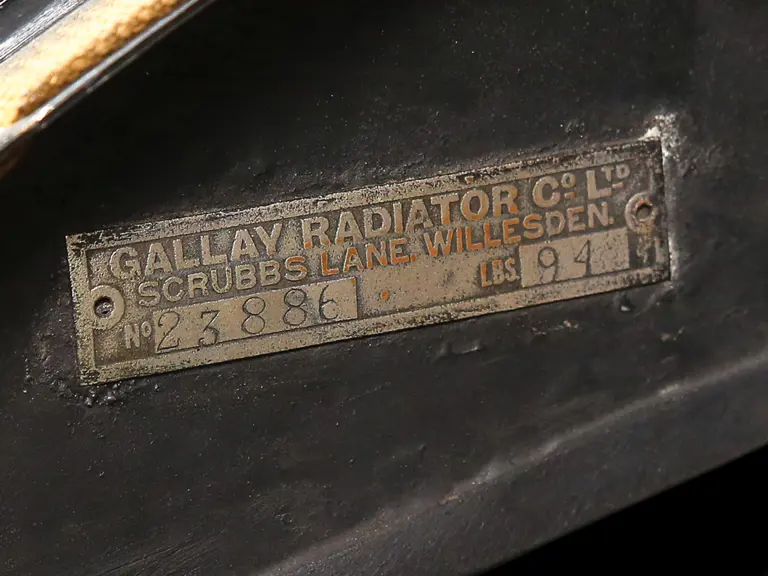 GALLAY RADIATOR Cº LTD
SCRUBBS LANE. WILLESDEN.
Nº 23886 LBS. 94